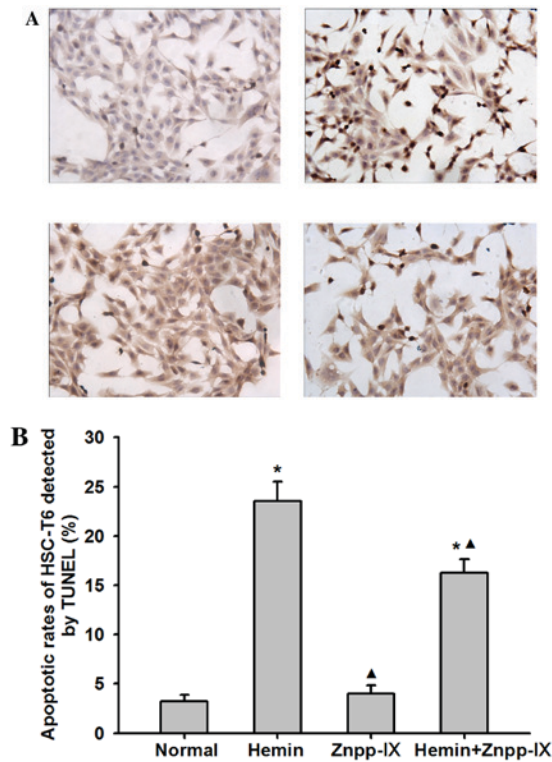 A
B
Apoptotic rates of HSC-T6 detected
by TUNEL (%)
30
25
20
15
10
5
0
*
▲
* ▲
Normal Hemin Znpp-IX Hemin+Znpp-IX